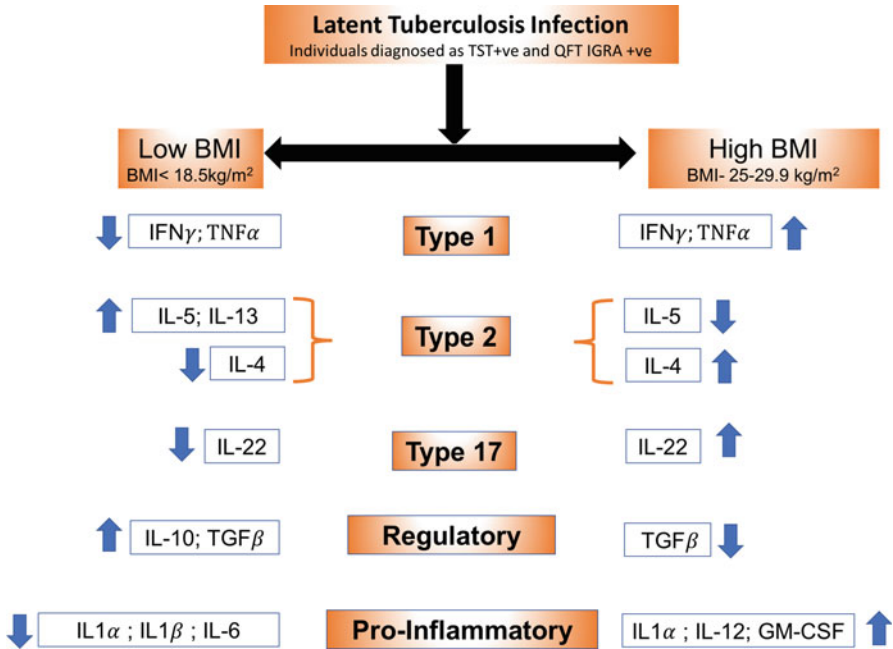 Latent Tuberculosis Infection
Individuals diagnosed as TST+ve and QFT IGRA +ve
Low BMI
BMI< 18.5kg/m²
High BMI
BMI- 25-29.9 kg/m²
IFNγ; TNFα
Type 1
IFNγ; TNFα
IL-5; IL-13
IL-4
Type 2
IL-5
IL-4
IL-22
Type 17
IL-22
IL-10; TGFβ
Regulatory
TGFβ
IL1α ; IL1β ; IL-6
Pro-Inflammatory
IL1α ; IL-12; GM-CSF